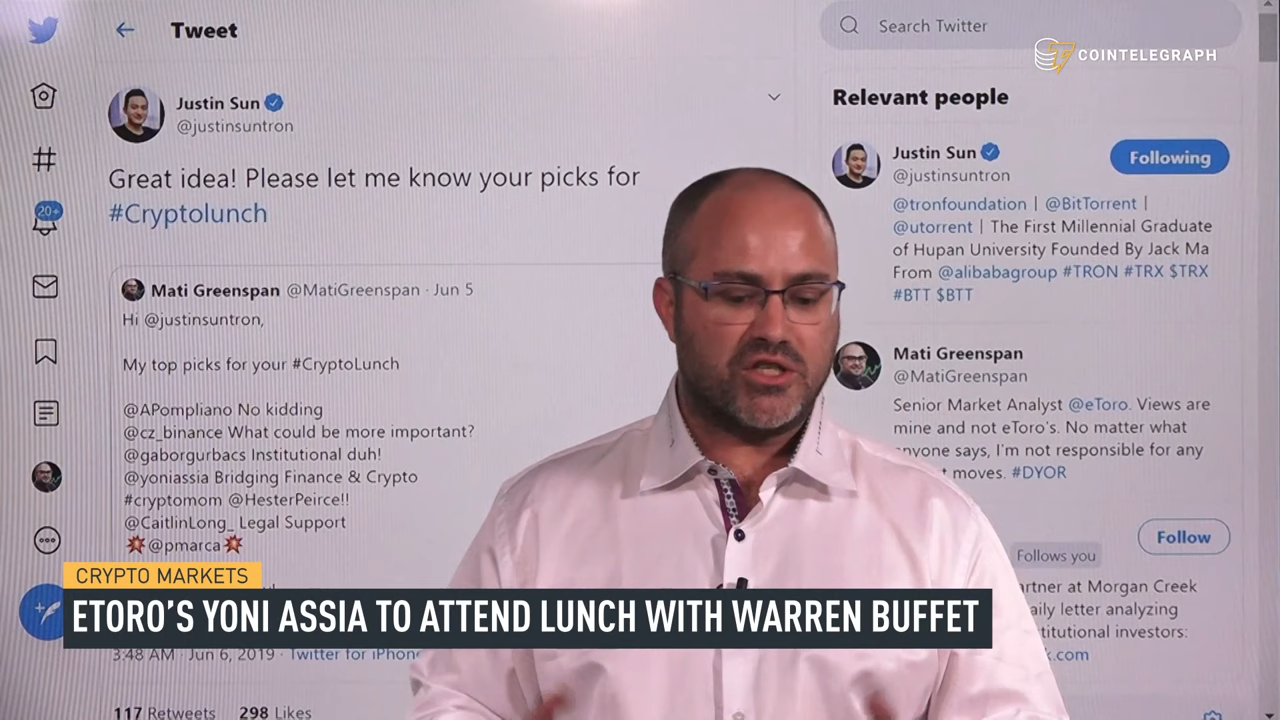 Tweet
Search Twitter
COINTELEGRAPH
Justin Sun
@justinsuntron
Great idea! Please let me know your picks for
#Cryptolunch
Mati Greenspan @MatiGreenspan · Jun 5
Hi @justinsuntron,
My top picks for your #CryptoLunch
@APompliano No kidding
@cz_binance What could be more important?
@gaborgurbacs Institutional duh!
@yoniassia Bridging Finance & Crypto
#cryptomom @HesterPeirce!!
@CaitlinLong_ Legal Support
💥@pmarca💥
20+
Relevant people
Justin Sun
@justinsuntron
Following
@tronfoundation | @BitTorrent |
@utorrent | The First Millennial Graduate
of Hupan University Founded By Jack Ma
From @alibabagroup #TRON #TRX $TRX
#BTT $BTT
Mati Greenspan
@MatiGreenspan
Senior Market Analyst @eToro. Views are
mine and not eToro's. No matter what
says, I'm not responsible for any
moves. #DYOR
Follow
Follows you
at Morgan Creek
letter analyzing
investors:
CRYPTO MARKETS
ETORO'S YONI ASSIA TO ATTEND LUNCH WITH WARREN BUFFET
3:48 AM · Jun 6, 2019 · Twitter for iPhone
117 Retweets 298 Likes